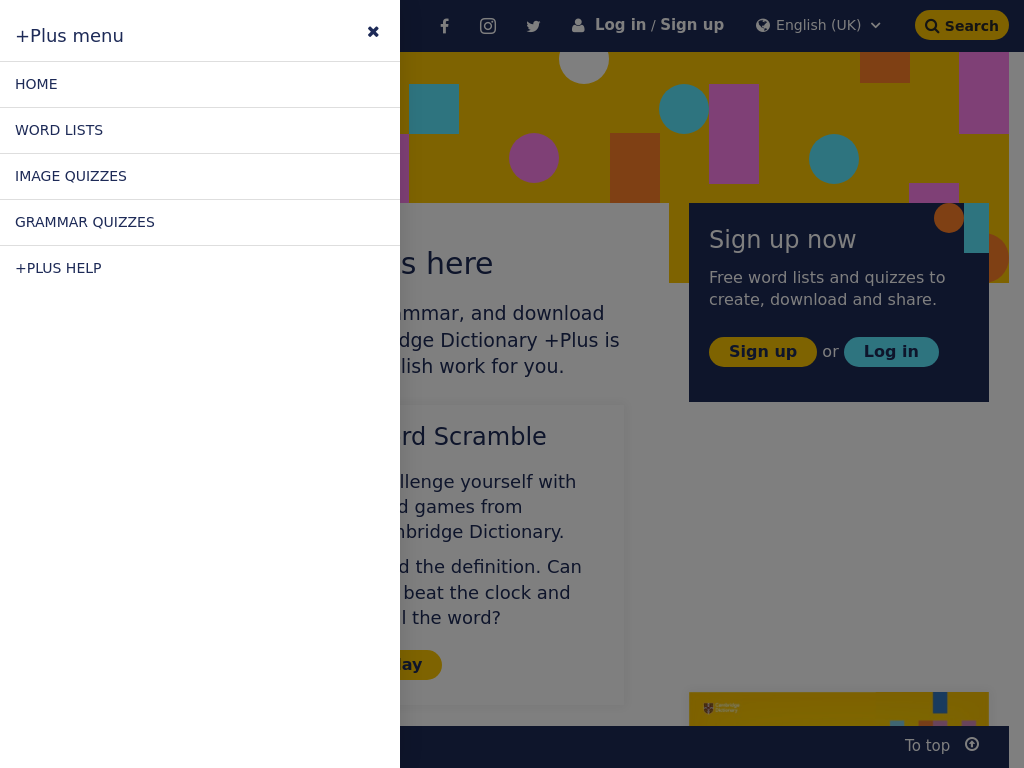 +Plus menu
HOME
WORD LISTS
IMAGE QUIZZES
GRAMMAR QUIZZES
+PLUS HELP
Log in / Sign up
English (UK)
Search
s here
ammar, and download
dge Dictionary +Plus is
lish work for you.
Sign up now
Free word lists and quizzes to
create, download and share.
Sign up or Log in
rd Scramble
llenge yourself with
d games from
nbridge Dictionary.
d the definition. Can
beat the clock and
l the word?
ay
Cambridge
Dictionary
To top